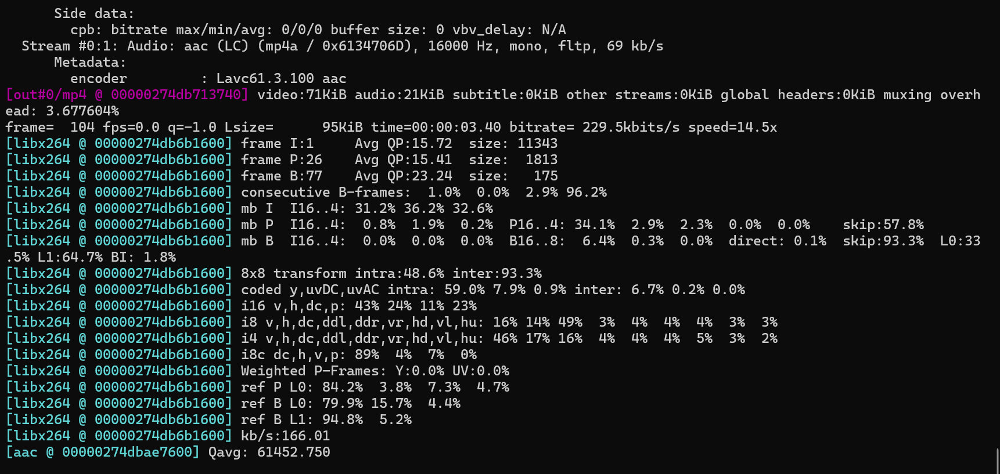 Side data:
cpb: bitrate max/min/avg: 0/0/0 buffer size: 0 vbv_delay: N/A
Stream #0:1: Audio: aac (LC) (mp4a / 0x6134706D), 16000 Hz, mono, fltp, 69 kb/s
Metadata:
encoder         : Lavc61.3.100 aac
[out#0/mp4 @ 00000274db713740] video:71KiB audio:21KiB subtitle:0KiB other streams:0KiB global headers:0KiB muxing overh
ead: 3.677604%
frame=  104 fps=0.0 q=-1.0 Lsize=      95KiB time=00:00:03.40 bitrate= 229.5kbits/s speed=14.5x
[libx264 @ 00000274db6b1600] frame I:1     Avg QP:15.72  size: 11343
[libx264 @ 00000274db6b1600] frame P:26    Avg QP:15.41  size:  1813
[libx264 @ 00000274db6b1600] frame B:77    Avg QP:23.24  size:   175
[libx264 @ 00000274db6b1600] consecutive B-frames:  1.0%  0.0%  2.9% 96.2%
[libx264 @ 00000274db6b1600] mb I  I16..4: 31.2% 36.2% 32.6%
[libx264 @ 00000274db6b1600] mb P  I16..4:  0.8%  1.9%  0.2%  P16..4: 34.1%  2.9%  2.3%  0.0%  0.0%    skip:57.8%
[libx264 @ 00000274db6b1600] mb B  I16..4:  0.0%  0.0%  0.0%  B16..8:  6.4%  0.3%  0.0%  direct: 0.1%  skip:93.3%  L0:33
.5% L1:64.7% BI: 1.8%
[libx264 @ 00000274db6b1600] 8x8 transform intra:48.6% inter:93.3%
[libx264 @ 00000274db6b1600] coded y,uvDC,uvAC intra: 59.0% 7.9% 0.9% inter: 6.7% 0.2% 0.0%
[libx264 @ 00000274db6b1600] i16 v,h,dc,p: 43% 24% 11% 23%
[libx264 @ 00000274db6b1600] i8 v,h,dc,ddl,ddr,vr,hd,vl,hu: 16% 14% 49%  3%  4%  4%  4%  3%  3%
[libx264 @ 00000274db6b1600] i4 v,h,dc,ddl,ddr,vr,hd,vl,hu: 46% 17% 16%  4%  4%  4%  5%  3%  2%
[libx264 @ 00000274db6b1600] i8c dc,h,v,p: 89%  4%  7%  0%
[libx264 @ 00000274db6b1600] Weighted P-Frames: Y:0.0% UV:0.0%
[libx264 @ 00000274db6b1600] ref P L0: 84.2%  3.8%  7.3%  4.7%
[libx264 @ 00000274db6b1600] ref B L0: 79.9% 15.7%  4.4%
[libx264 @ 00000274db6b1600] ref B L1: 94.8%  5.2%
[libx264 @ 00000274db6b1600] kb/s:166.01
[aac @ 00000274dbae7600] Qavg: 61452.750